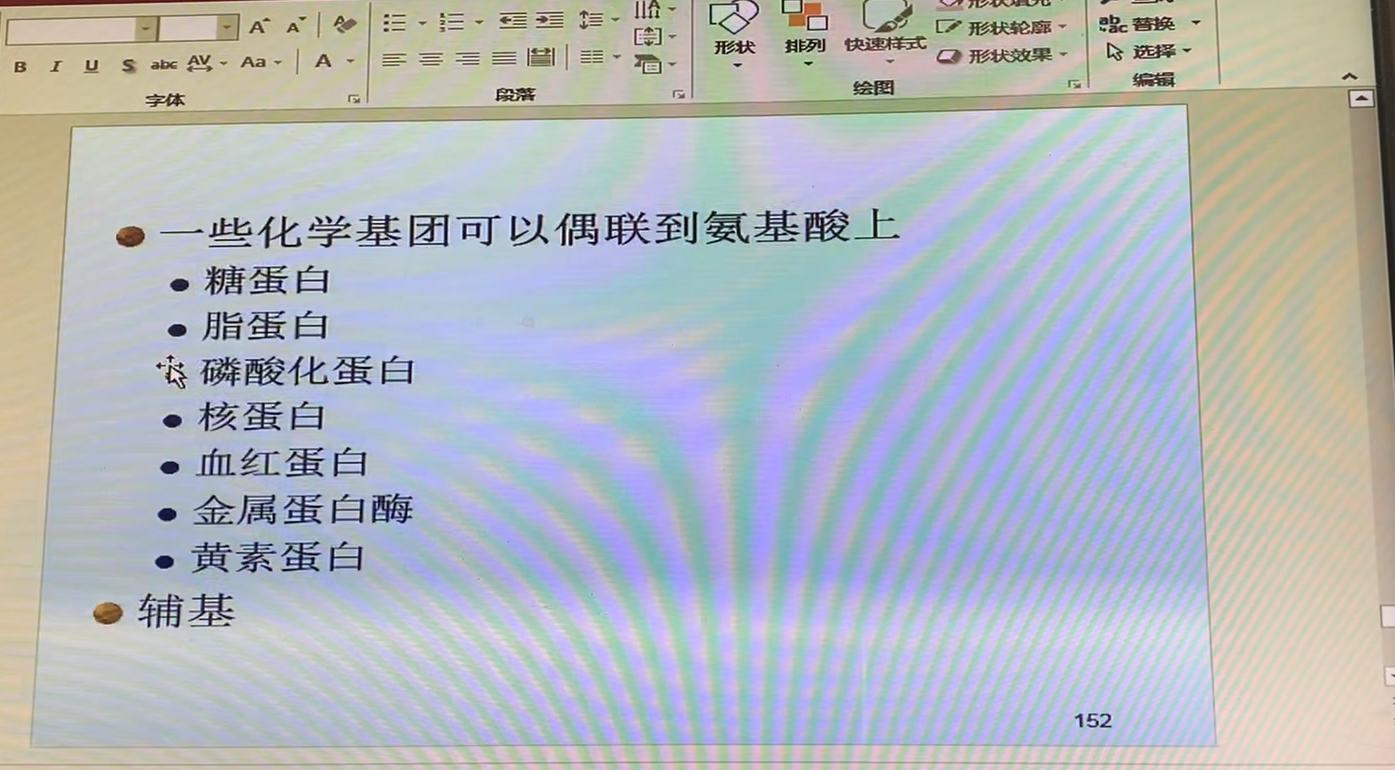 形状
排列
快速样式
形状填充
形状轮廓
形状效果
替换
选择
B I U S abc AV Aa A
字体
段落
绘图
编辑
一些化学基团可以偶联到氨基酸上
糖蛋白
脂蛋白
磷酸化蛋白
核蛋白
血红蛋白
金属蛋白酶
黄素蛋白
辅基
152